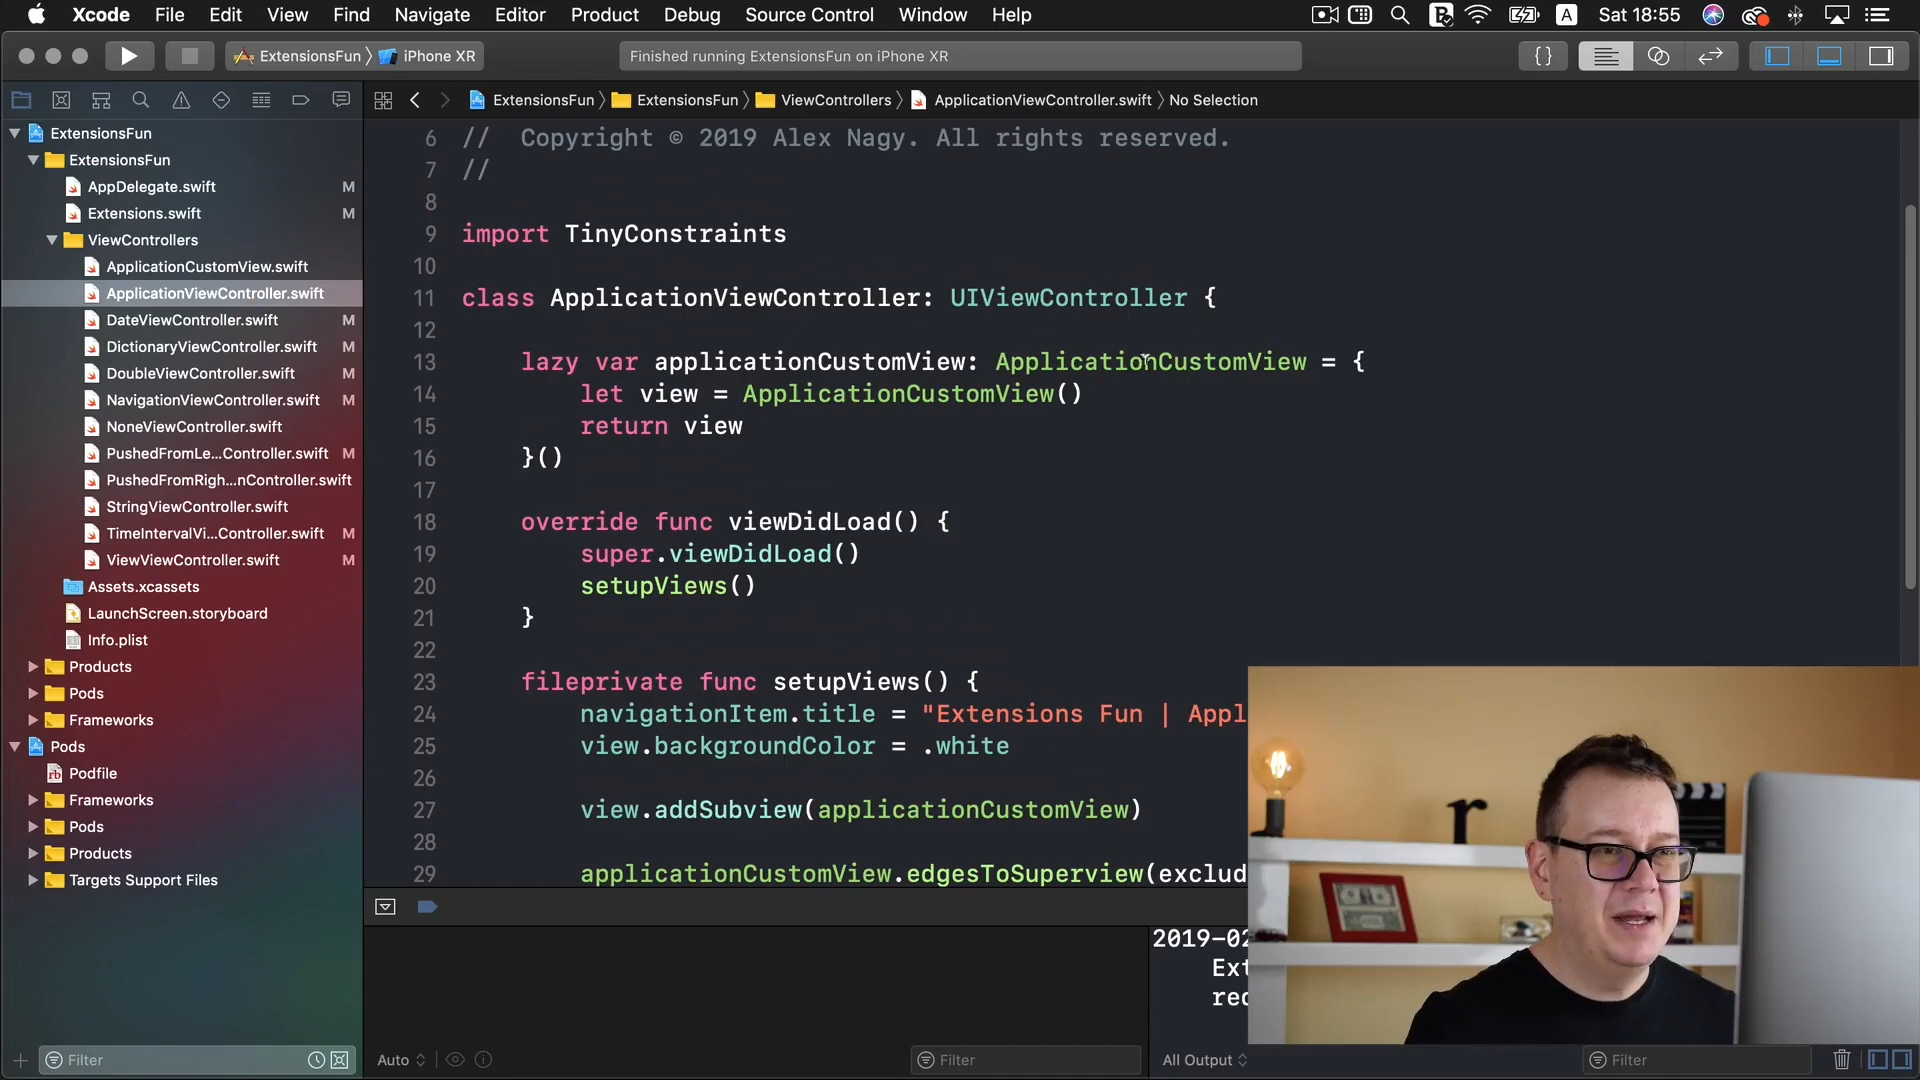 Xcode File Edit View Find Navigate Editor Product Debug Source Control Window Help A Sat 18:55
ExtensionsFun iPhone XR
Finished running ExtensionsFun on iPhone XR
{}
ExtensionsFun ExtensionsFun ViewControllers ApplicationViewController.swift No Selection
ExtensionsFun
ExtensionsFun
AppDelegate.swift M
Extensions.swift M
ViewControllers
ApplicationCustomView.swift
ApplicationViewController.swift
DateViewController.swift M
DictionaryViewController.swift M
DoubleViewController.swift M
NavigationViewController.swift M
NoneViewController.swift
PushedFromLe...Controller.swift M
PushedFromRigh...nController.swift
StringViewController.swift
TimeIntervalVi...Controller.swift M
ViewViewController.swift M
Assets.xcassets
LaunchScreen.storyboard
Info.plist
Products
Pods
Frameworks
Pods
rb Podfile
Frameworks
Pods
Products
Targets Support Files
Filter
6 // Copyright © 2019 Alex Nagy. All rights reserved.
7 //
8
9 import TinyConstraints
10
11 class ApplicationViewController: UIViewController {
12
13 lazy var applicationCustomView: ApplicationCustomView = {
14 let view = ApplicationCustomView()
15 return view
16 }()
17
18 override func viewDidLoad() {
19 super.viewDidLoad()
20 setupViews()
21 }
22
23 fileprivate func setupViews() {
24 navigationItem.title = "Extensions Fun | Appl
25 view.backgroundColor = .white
26
27 view.addSubview(applicationCustomView)
28
29 applicationCustomView.edgesToSuperview(exclud
2019-02
Ext
rec
Auto
Filter
All Output
Filter